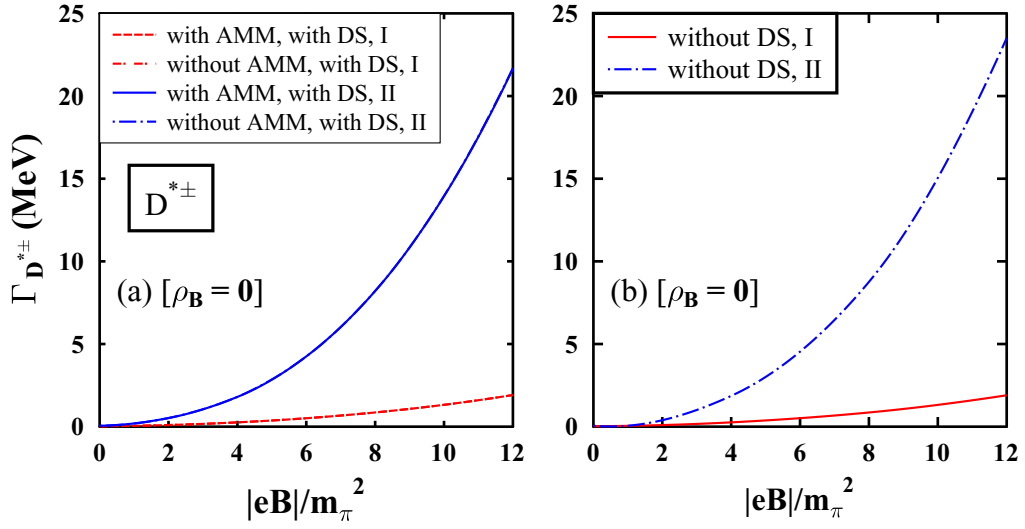 with AMM, with DS, I
without AMM, with DS, I
with AMM, with DS, II
without AMM, with DS, II
D*±
(a) [ρB = 0]
Γ D*± (MeV)
25
20
15
10
5
0
0 2 4 6 8 10 12
|eB|/mπ²
without DS, I
without DS, II
(b) [ρB = 0]
25
20
15
10
5
0
0 2 4 6 8 10 12
|eB|/mπ²